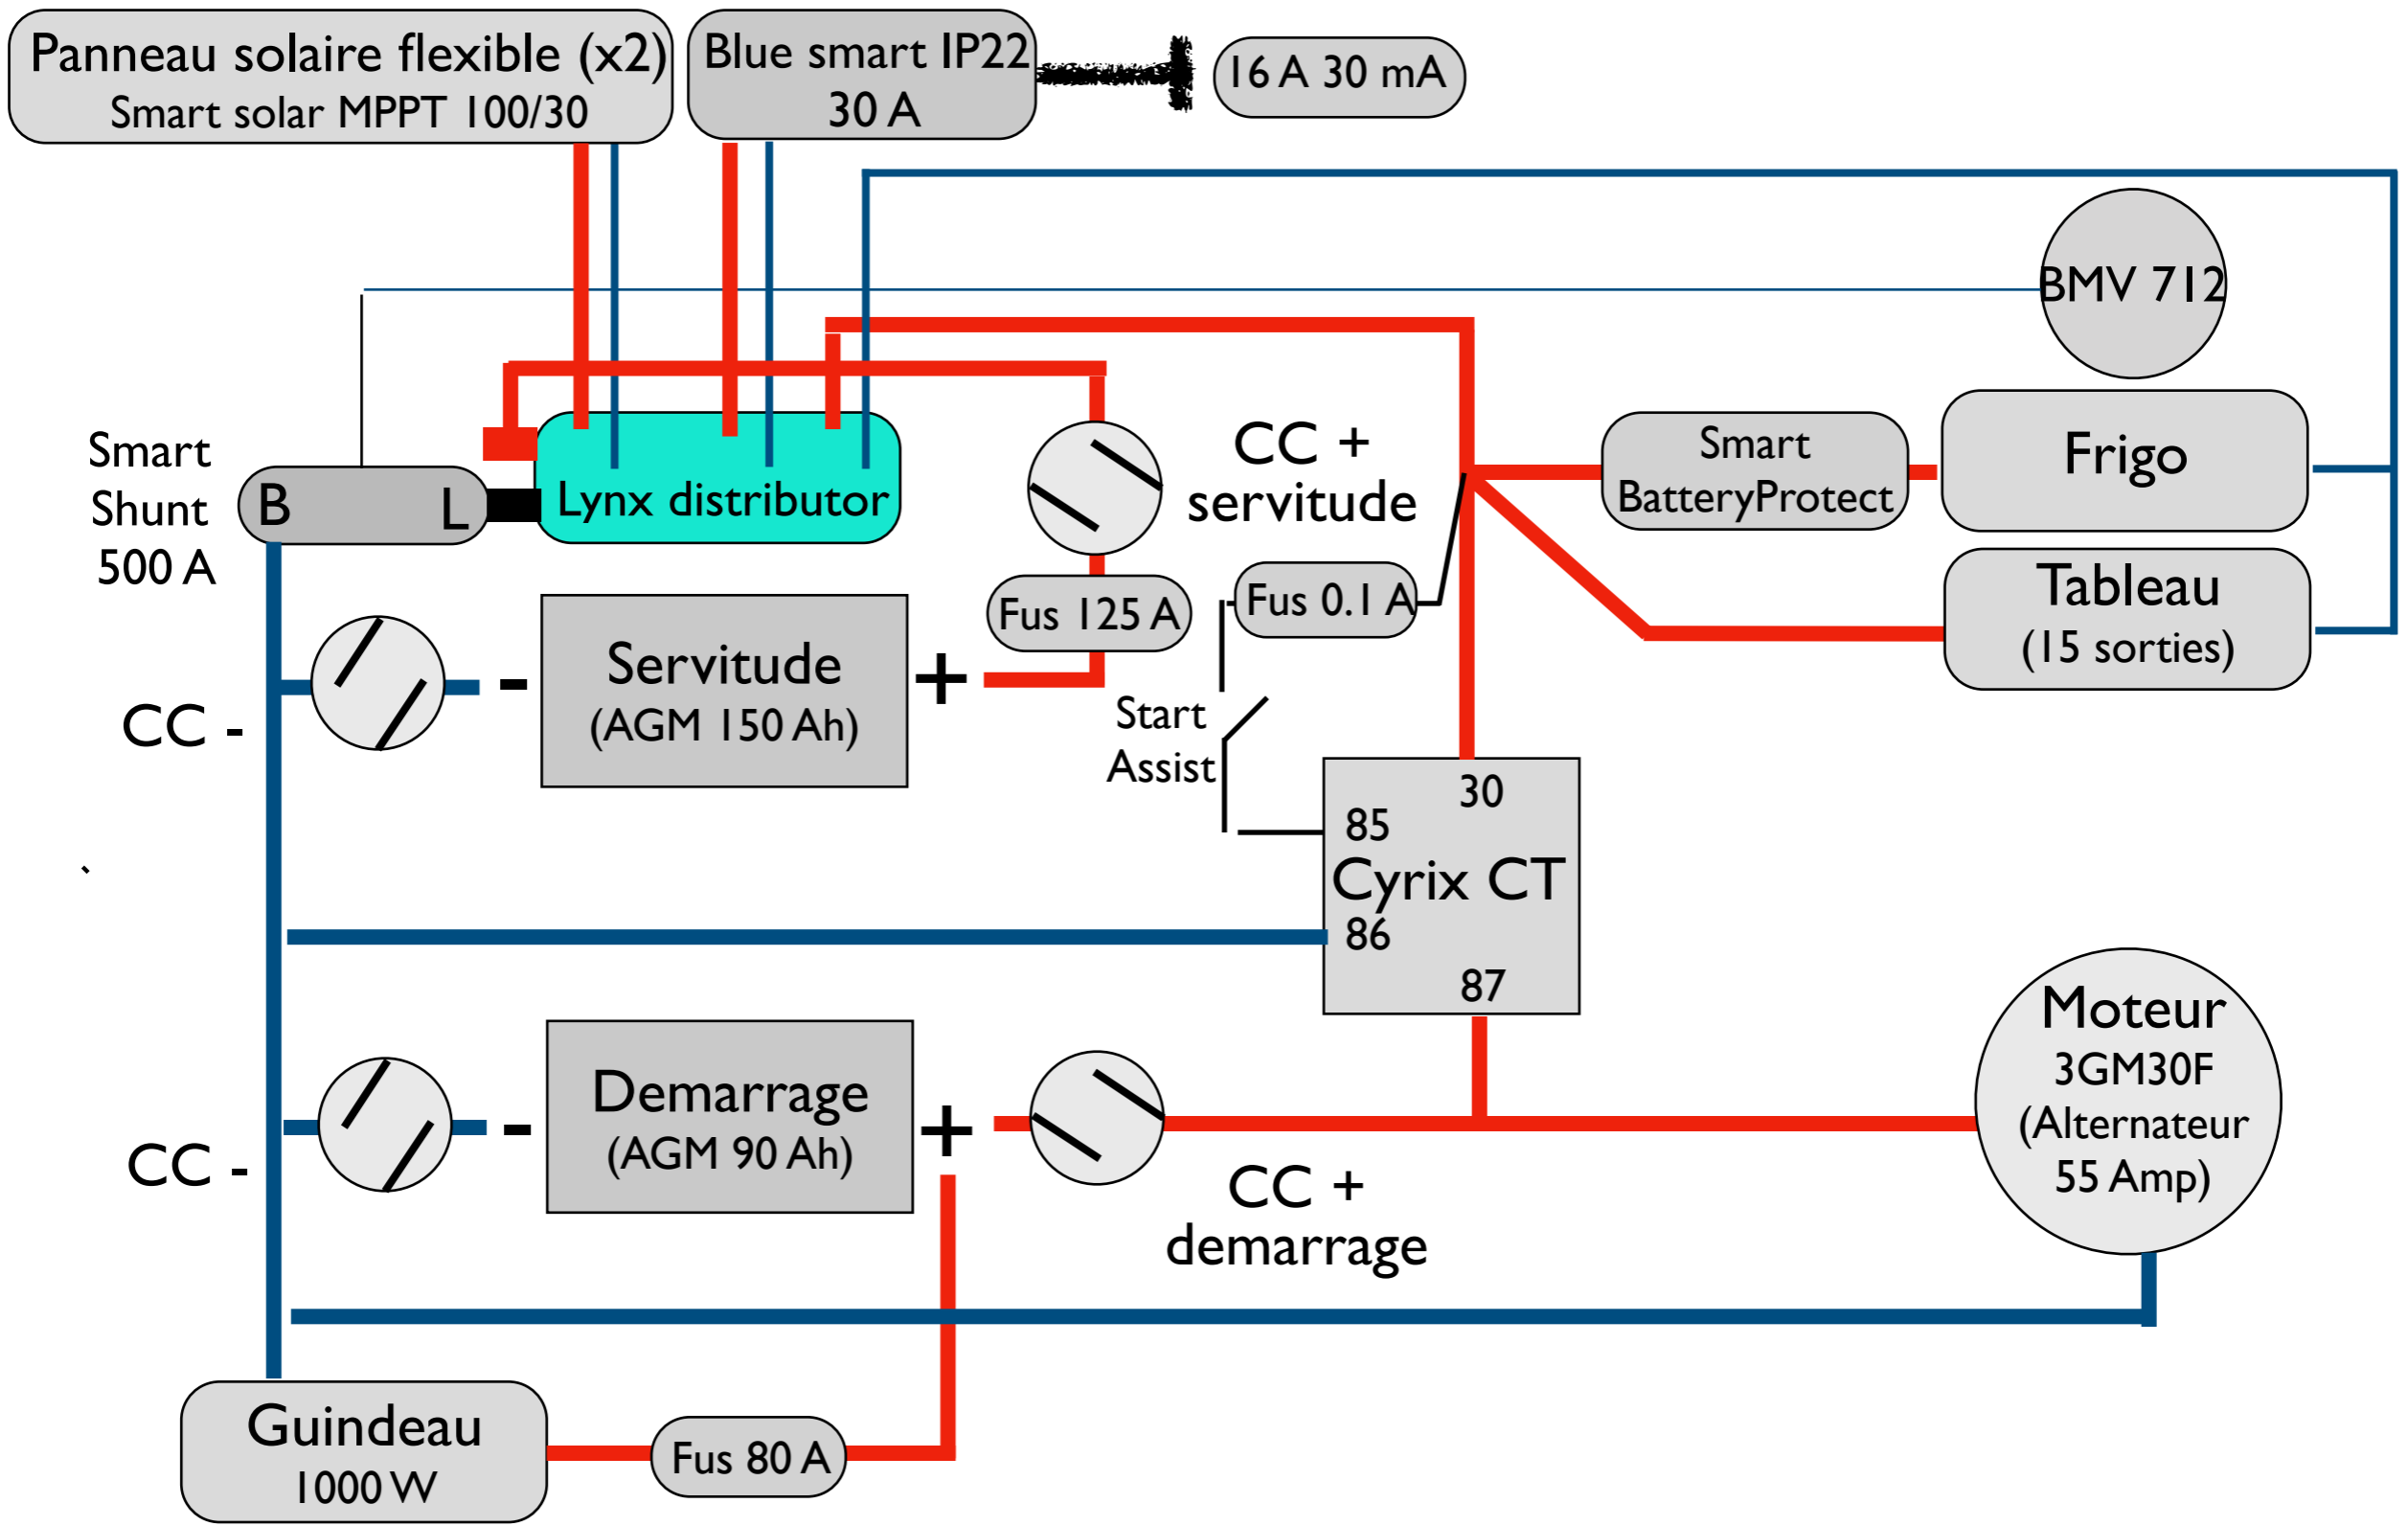 Panneau solaire flexible (x2)
Smart solar MPPT 100/30
Blue smart IP22
30 A
16 A 30 mA
BMV 712
Smart
Shunt
500 A
B
L
Lynx distributor
CC +
servitude
Smart
BatteryProtect
Frigo
Fus 125 A
Fus 0.1 A
Tableau
(15 sorties)
CC -
-
Servitude
(AGM 150 Ah)
+
Start
Assist
30
85
Cyrix CT
86
87
CC -
-
Demarrage
(AGM 90 Ah)
+
CC +
demarrage
Moteur
3GM30F
(Alternateur
55 Amp)
Guindeau
1000 W
Fus 80 A